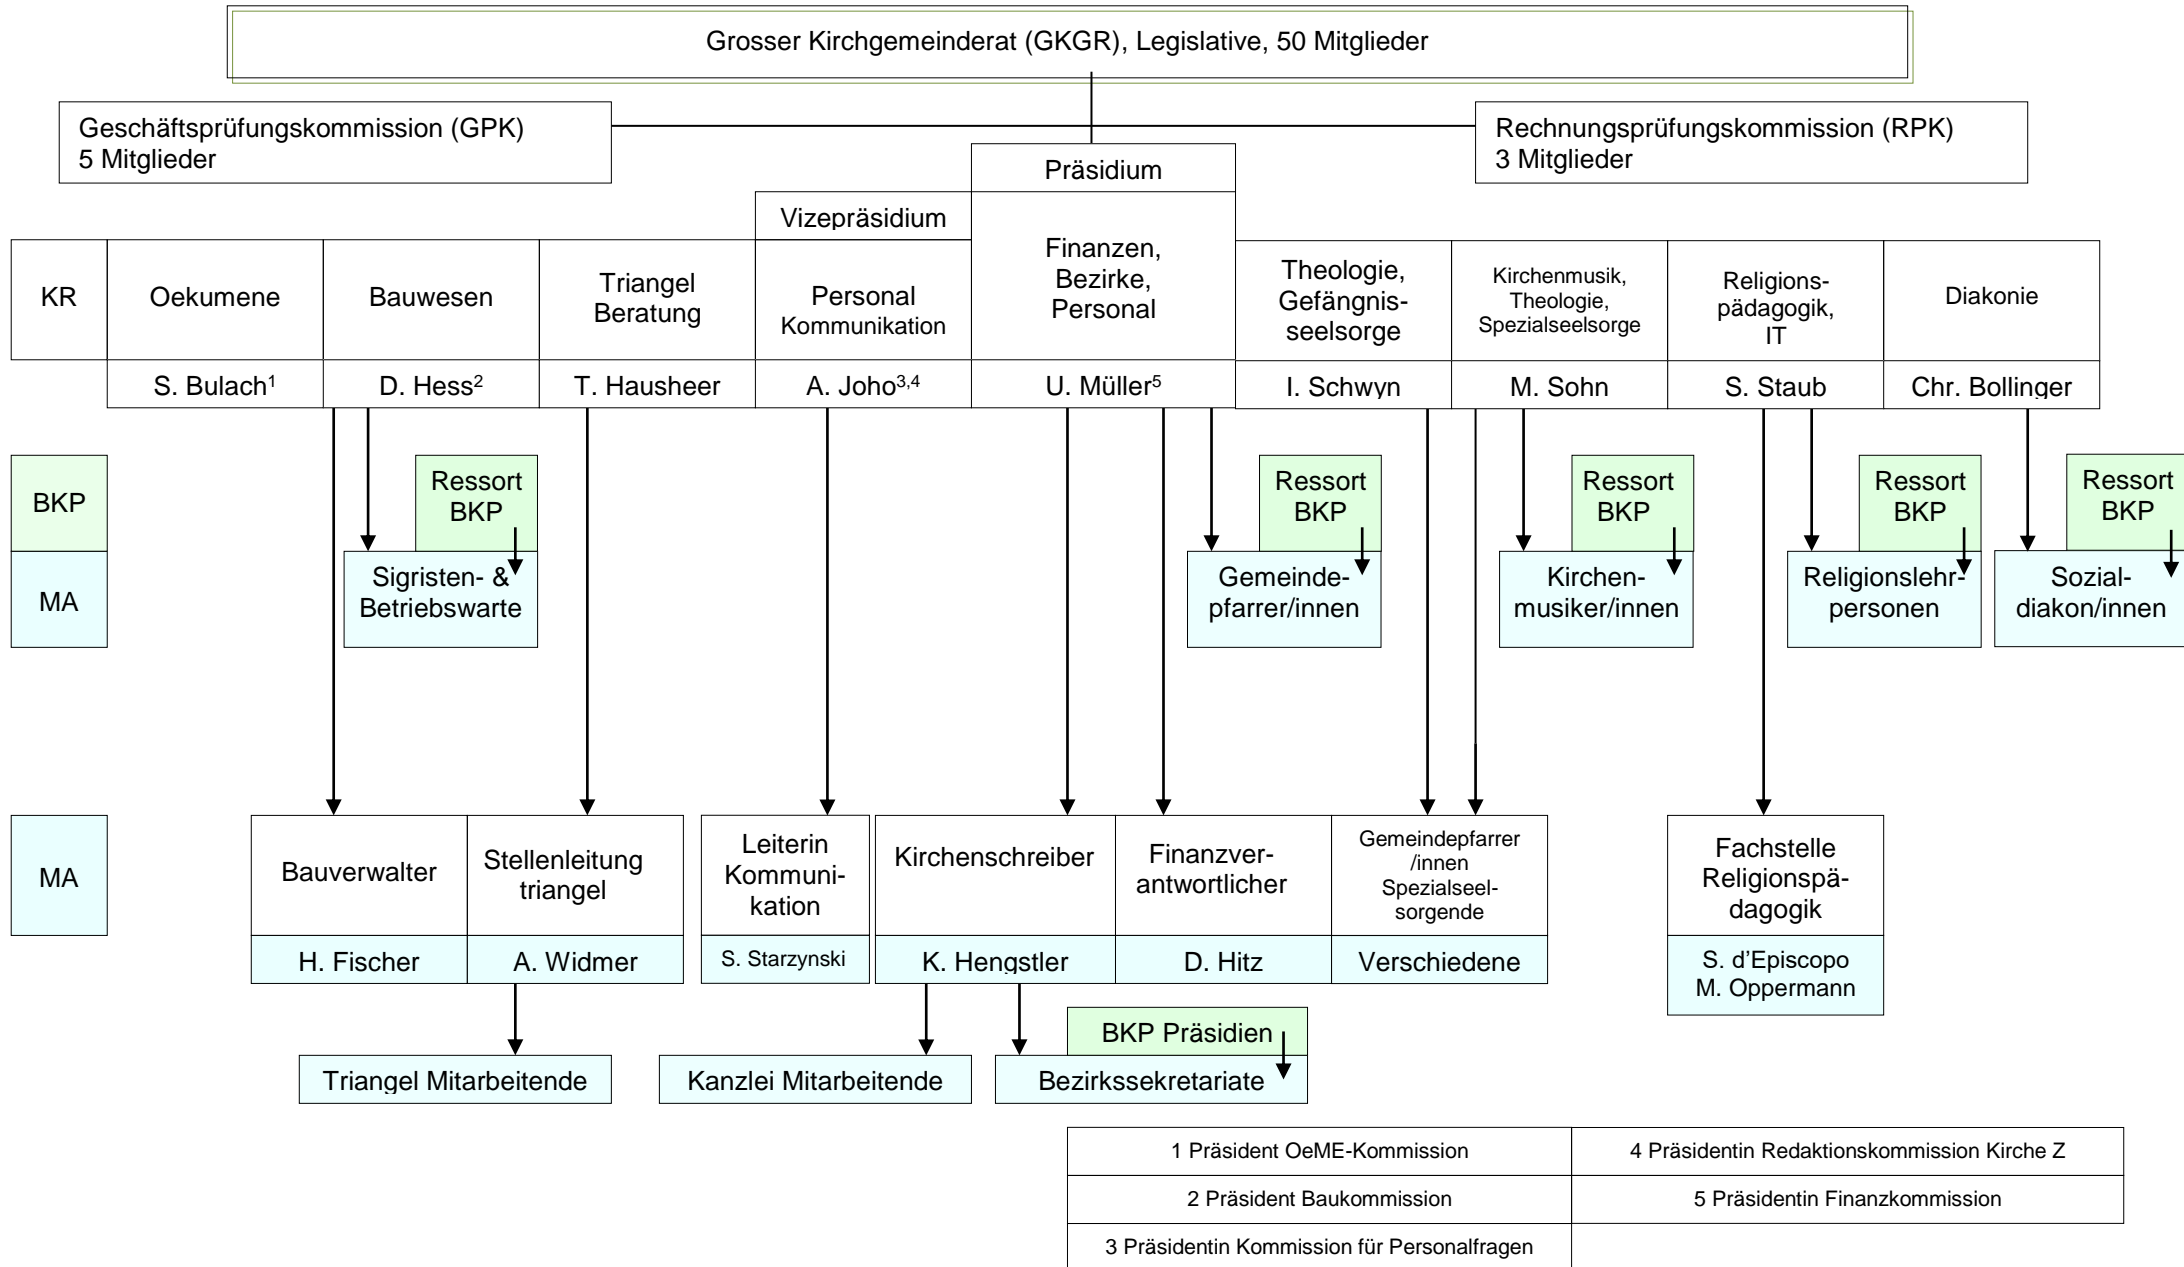 Grosser Kirchgemeinderat (GKGR), Legislative, 50 Mitglieder
Geschäftsprüfungskommission (GPK)
5 Mitglieder
Rechnungsprüfungskommission (RPK)
3 Mitglieder
Präsidium
Vizepräsidium
KR
Oekumene
Bauwesen
Triangel
Beratung
Personal
Kommunikation
Finanzen,
Bezirke,
Personal
Theologie,
Gefängnis-
seelsorge
Kirchenmusik,
Theologie,
Spezialseelsorge
Religions-
pädagogik,
IT
Diakonie
S. Bulach¹
D. Hess²
T. Hausheer
A. Joho³,⁴
U. Müller⁵
I. Schwyn
M. Sohn
S. Staub
Chr. Bollinger
BKP
Ressort
BKP
Ressort
BKP
Ressort
BKP
Ressort
BKP
Ressort
BKP
MA
Sigristen- &
Betriebswarte
Gemeinde-
pfarrer/innen
Kirchen-
musiker/innen
Religionslehr-
personen
Sozial-
diakon/innen
MA
Bauverwalter
Stellenleitung
triangel
Leiterin
Kommuni-
kation
Kirchenschreiber
Finanzver-
antwortlicher
Gemeindepfarrer
/innen
Spezialseel-
sorgende
Fachstelle
Religionspä-
dagogik
H. Fischer
A. Widmer
S. Starzynski
K. Hengstler
D. Hitz
Verschiedene
S. d’Episcopo
M. Oppermann
BKP Präsidien
Triangel Mitarbeitende
Kanzlei Mitarbeitende
Bezirkssekretariate
1 Präsident OeME-Kommission
4 Präsidentin Redaktionskommission Kirche Z
2 Präsident Baukommission
5 Präsidentin Finanzkommission
3 Präsidentin Kommission für Personalfragen